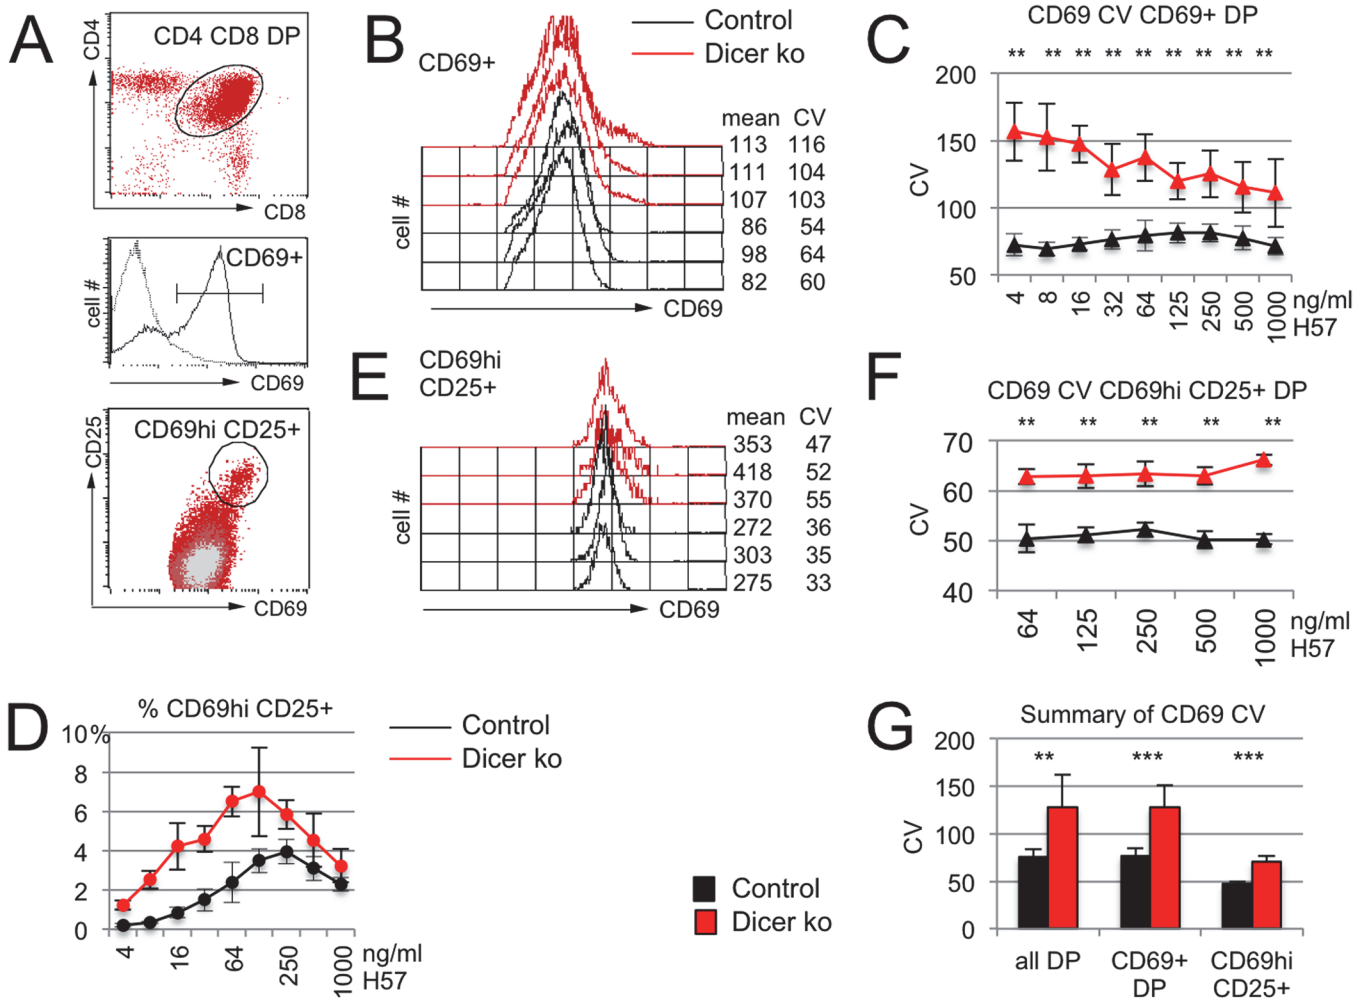 A
CD4 CD8 DP
CD4
CD8
CD69+
cell #
CD69
CD69hi CD25+
CD25
CD69
B
CD69+
Control
Dicer ko
mean CV
113 116
111 104
107 103
86 54
98 64
82 60
cell #
CD69
C
CD69 CV CD69+ DP
** ** ** ** ** ** ** ** **
200
150
100
50
CV
4 8 16 32 64 125 250 500 1000
ng/ml
H57
E
CD69hi
CD25+
mean CV
353 47
418 52
370 55
272 36
303 35
275 33
cell #
CD69
F
CD69 CV CD69hi CD25+ DP
** ** ** ** **
70
60
50
40
CV
64 125 250 500 1000
ng/ml
H57
D
% CD69hi CD25+
10%
8
6
4
2
0
4 16 64 250 1000
ng/ml
H57
Control
Dicer ko
G
Summary of CD69 CV
** *** ***
200
150
100
50
0
CV
all DP
CD69+
DP
CD69hi
CD25+
Control
Dicer ko